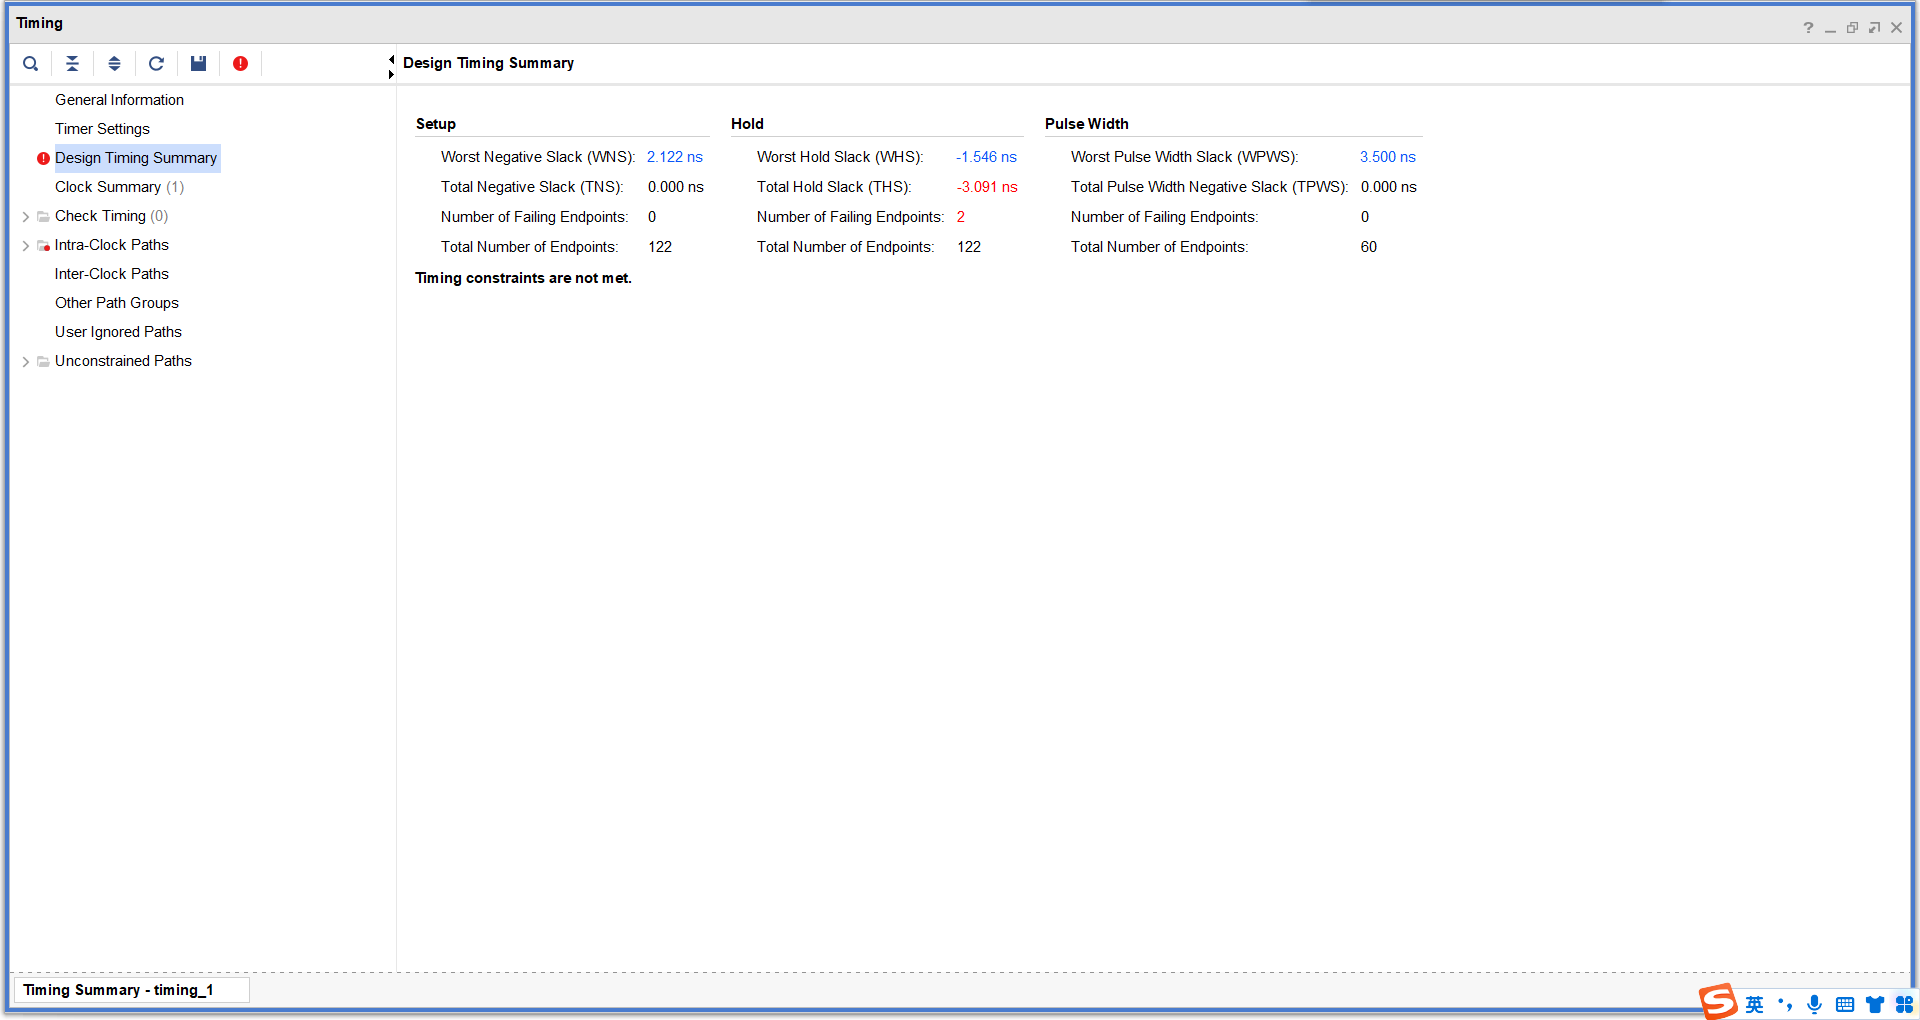 Timing
Design Timing Summary
General Information
Timer Settings
Design Timing Summary
Clock Summary (1)
Check Timing (0)
Intra-Clock Paths
Inter-Clock Paths
Other Path Groups
User Ignored Paths
Unconstrained Paths
Setup Hold Pulse Width
Worst Negative Slack (WNS): 2.122 ns Worst Hold Slack (WHS): -1.546 ns Worst Pulse Width Slack (WPWS): 3.500 ns
Total Negative Slack (TNS): 0.000 ns Total Hold Slack (THS): -3.091 ns Total Pulse Width Negative Slack (TPWS): 0.000 ns
Number of Failing Endpoints: 0 Number of Failing Endpoints: 2 Number of Failing Endpoints: 0
Total Number of Endpoints: 122 Total Number of Endpoints: 122 Total Number of Endpoints: 60
Timing constraints are not met.
Timing Summary - timing_1
S 英